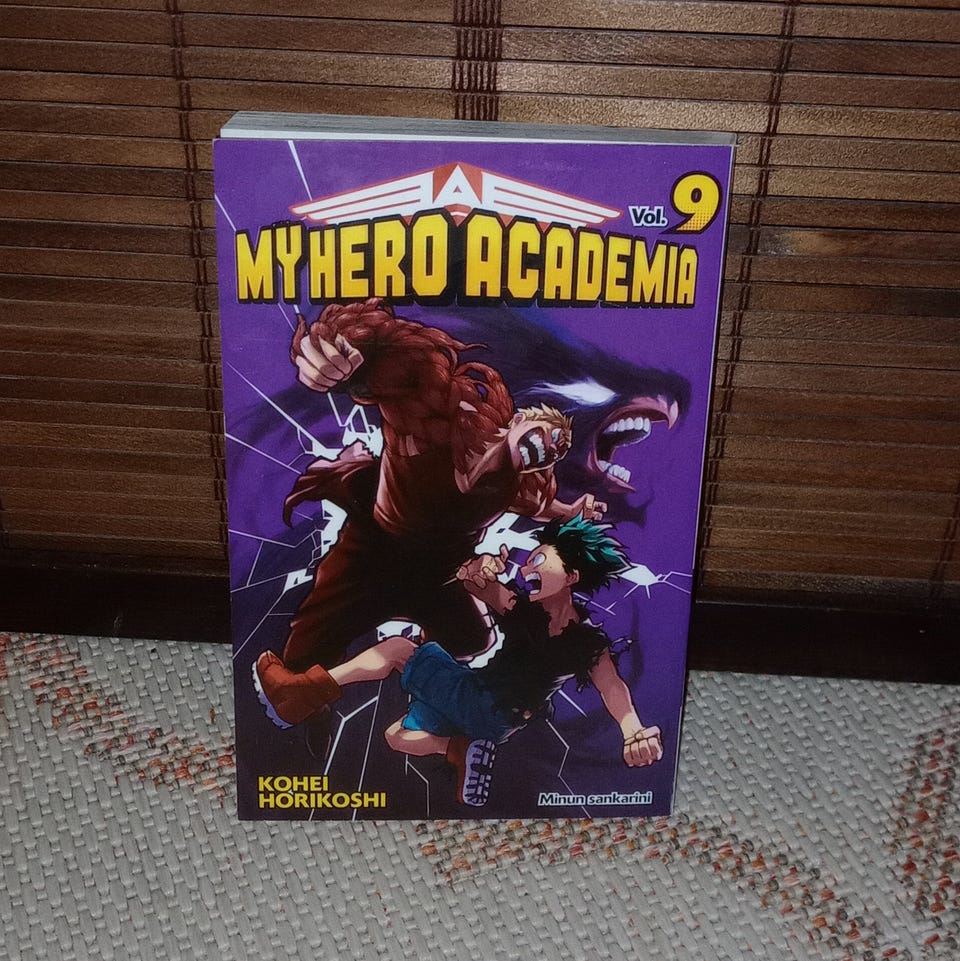 Vol. 9
MY HERO ACADEMIA
KOHEI
HORIKOSHI
Minun sankarini